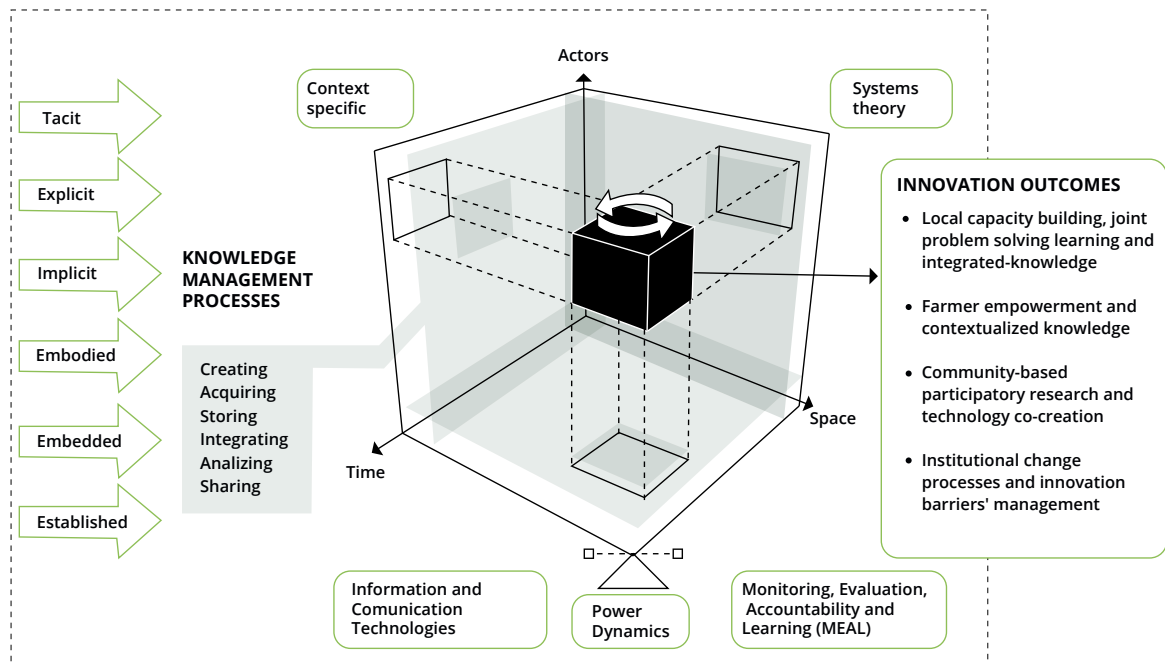 Actors
Context
specific
Systems
theory
Tacit
Explicit
Implicit
Embodied
Embedded
Established
KNOWLEDGE
MANAGEMENT
PROCESSES
Creating
Acquiring
Storing
Integrating
Analizing
Sharing
Time
Space
INNOVATION OUTCOMES
• Local capacity building, joint
problem solving learning and
integrated-knowledge
• Farmer empowerment and
contextualized knowledge
• Community-based
participatory research and
technology co-creation
• Institutional change
processes and innovation
barriers' management
Information and
Comunication
Technologies
Power
Dynamics
Monitoring, Evaluation,
Accountability and
Learning (MEAL)